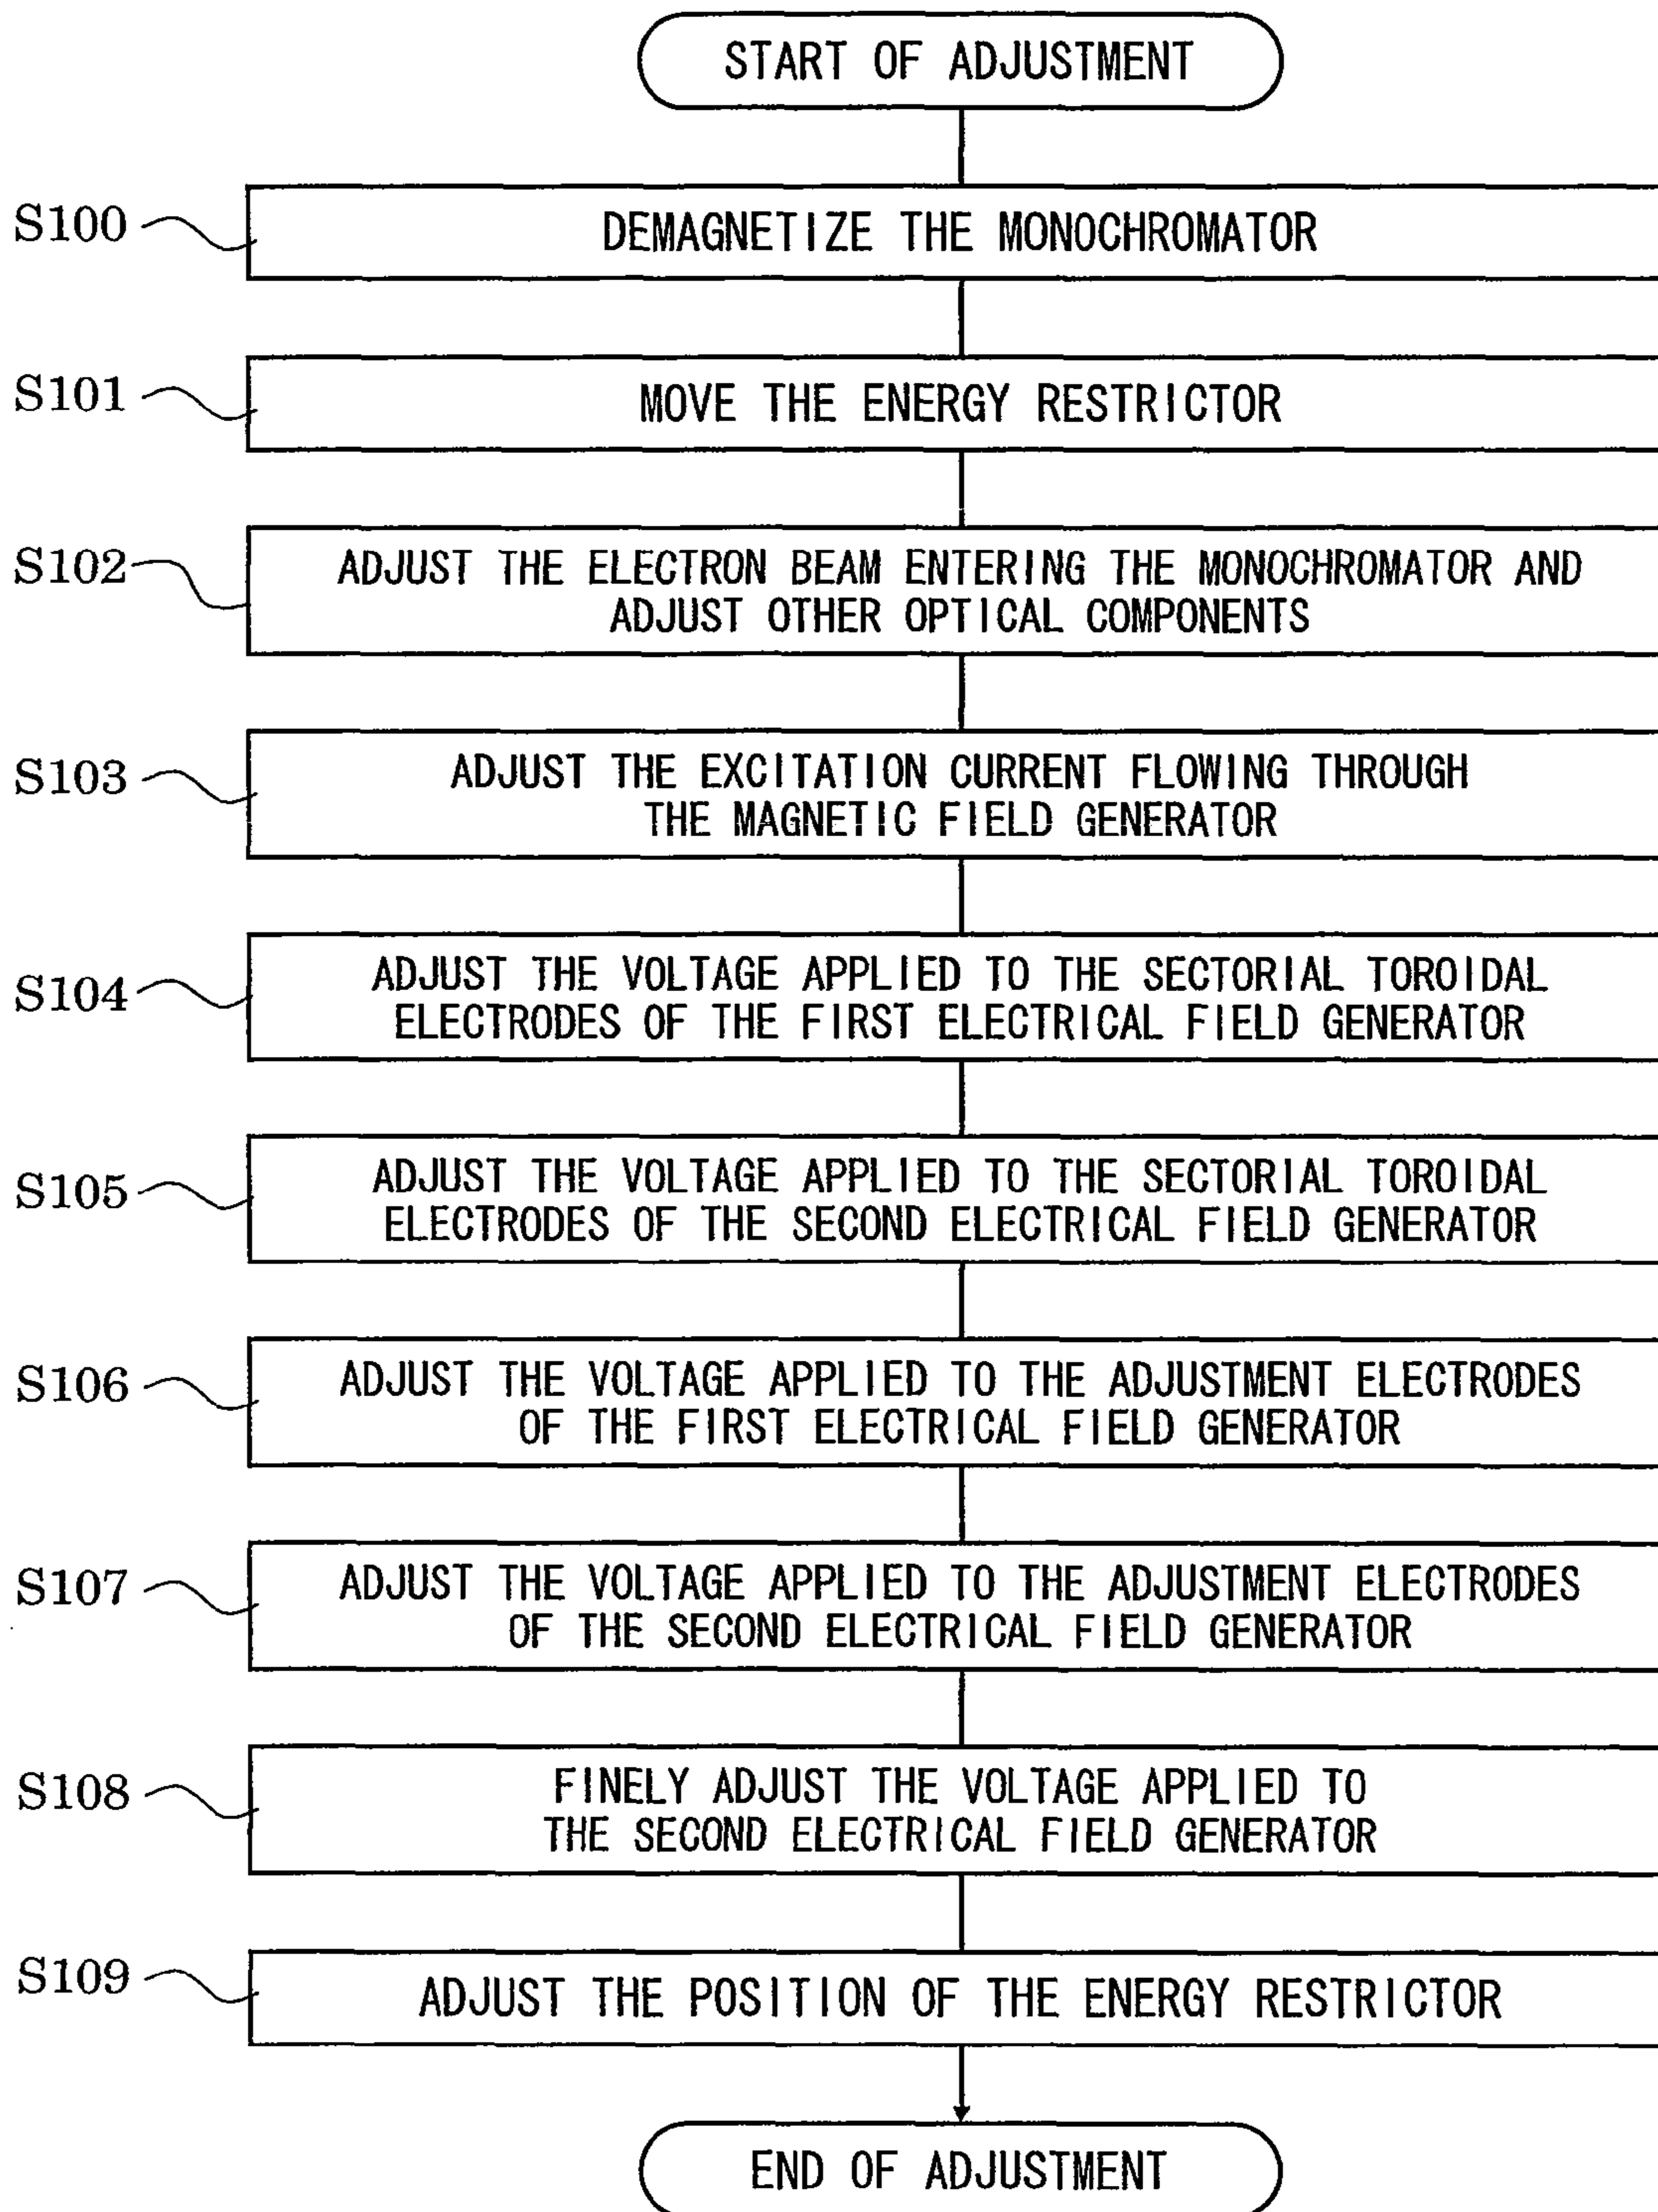 START OF ADJUSTMENT
S100
DEMAGNETIZE THE MONOCHROMATOR
S101
MOVE THE ENERGY RESTRICTOR
S102
ADJUST THE ELECTRON BEAM ENTERING THE MONOCHROMATOR AND
ADJUST OTHER OPTICAL COMPONENTS
S103
ADJUST THE EXCITATION CURRENT FLOWING THROUGH
THE MAGNETIC FIELD GENERATOR
S104
ADJUST THE VOLTAGE APPLIED TO THE SECTORIAL TOROIDAL
ELECTRODES OF THE FIRST ELECTRICAL FIELD GENERATOR
S105
ADJUST THE VOLTAGE APPLIED TO THE SECTORIAL TOROIDAL
ELECTRODES OF THE SECOND ELECTRICAL FIELD GENERATOR
S106
ADJUST THE VOLTAGE APPLIED TO THE ADJUSTMENT ELECTRODES
OF THE FIRST ELECTRICAL FIELD GENERATOR
S107
ADJUST THE VOLTAGE APPLIED TO THE ADJUSTMENT ELECTRODES
OF THE SECOND ELECTRICAL FIELD GENERATOR
S108
FINELY ADJUST THE VOLTAGE APPLIED TO
THE SECOND ELECTRICAL FIELD GENERATOR
S109
ADJUST THE POSITION OF THE ENERGY RESTRICTOR
END OF ADJUSTMENT